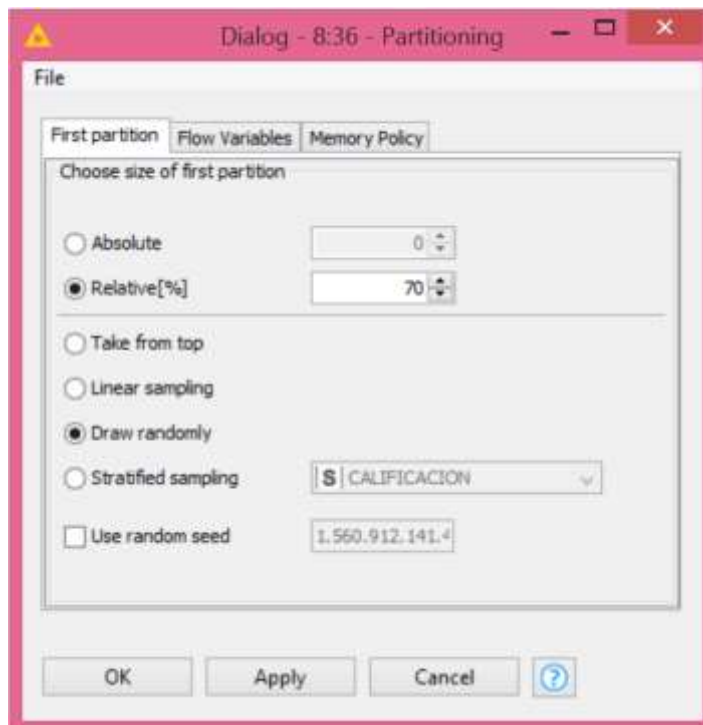 Dialog - 8:36 - Partitioning
File
First partition Flow Variables Memory Policy
Choose size of first partition
Absolute 0
Relative[%] 70
Take from top
Linear sampling
Draw randomly
Stratified sampling S CALIFICACION
Use random seed 1.560.912.141.4
OK Apply Cancel ?